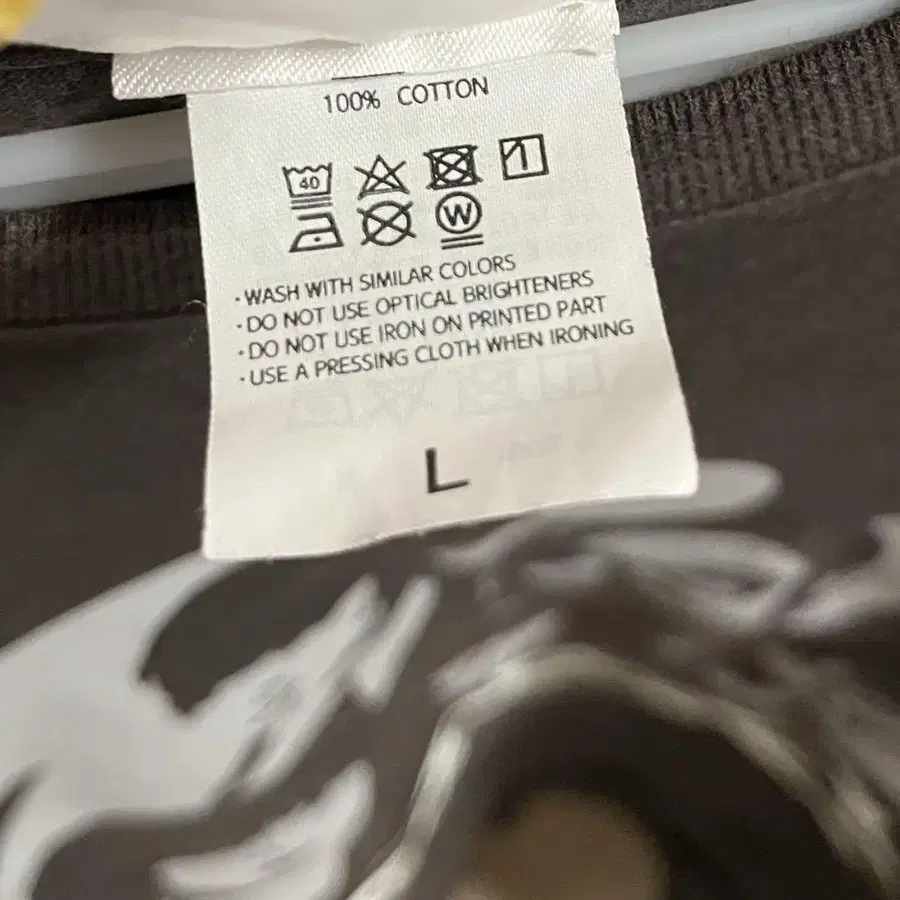 100% COTTON
40
W
· WASH WITH SIMILAR COLORS
· DO NOT USE OPTICAL BRIGHTENERS
· DO NOT USE IRON ON PRINTED PART
· USE A PRESSING CLOTH WHEN IRONING
L